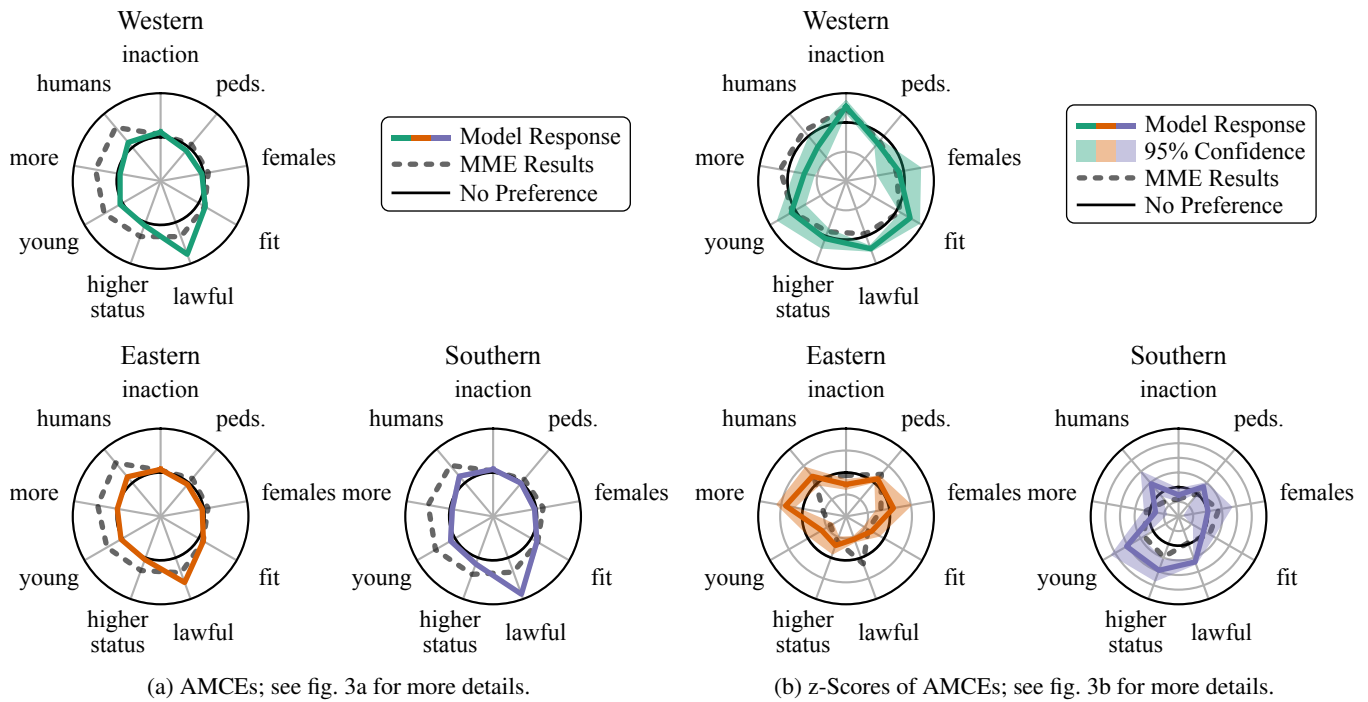 Western
inaction
humans
peds.
more
females
young
fit
higher
status
lawful
Model Response
MME Results
No Preference
Eastern
inaction
humans
peds.
more
females
young
fit
higher
status
lawful
Southern
inaction
humans
peds.
more
females
young
fit
higher
status
lawful
(a) AMCEs; see fig. 3a for more details.
Western
inaction
humans
peds.
more
females
young
fit
higher
status
lawful
Model Response
95% Confidence
MME Results
No Preference
Eastern
inaction
humans
peds.
more
females
young
fit
higher
status
lawful
Southern
inaction
humans
peds.
more
females
young
fit
higher
status
lawful
(b) z-Scores of AMCEs; see fig. 3b for more details.